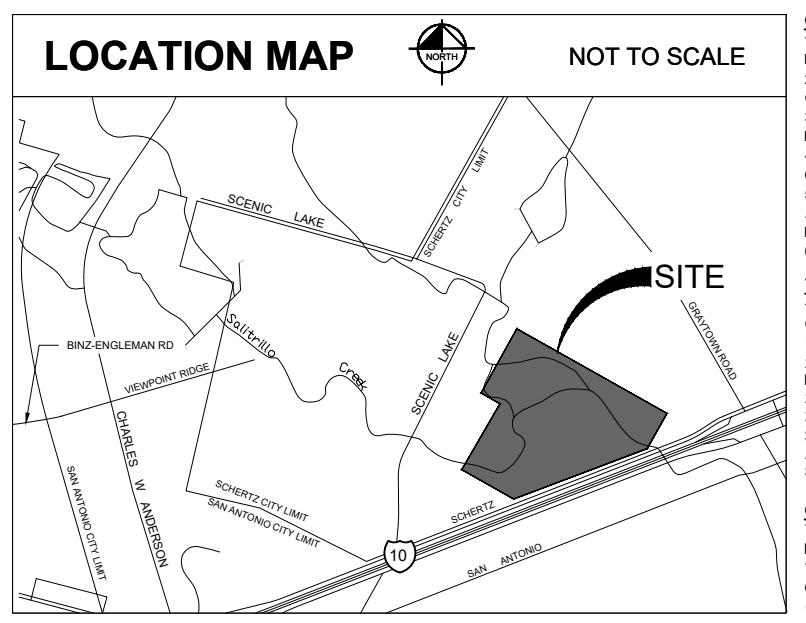 LOCATION MAP
NORTH
NOT TO SCALE
SCENIC LAKE
SCHERTZ CITY LIMIT
SITE
GRAYTOWN ROAD
Salitrillo
Creek
BINZ-ENGLEMAN RD
VIEWPOINT RIDGE
SCENIC LAKE
CHARLES W ANDERSON
SAN ANTONIO CITY LIMIT
SCHERTZ CITY LIMIT
SAN ANTONIO CITY LIMIT
SCHERTZ
10
SAN ANTONIO